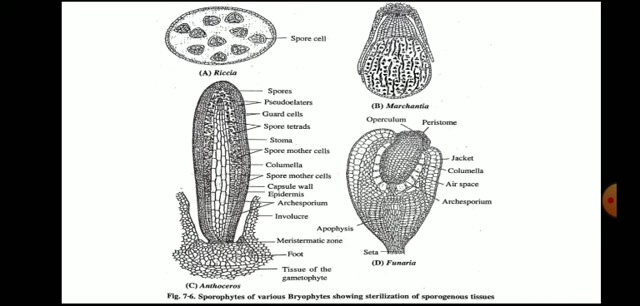 Spore cell
(A) Riccia
(B) Marchantia
Spores
Pseudoelaters
Guard cells
Spore tetrads
Stoma
Spore mother cells
Columella
Spore mother cells
Capsule wall
Epidermis
Archesporium
Involucre
Meristermatic zone
Foot
Tissue of the
gametophyte
(C) Anthoceros
Operculum
Peristome
Jacket
Columella
Air space
Archesporium
Apophysis
Seta
(D) Funaria
Fig. 7-6. Sporophytes of various Bryophytes showing sterilization of sporogenous tissues